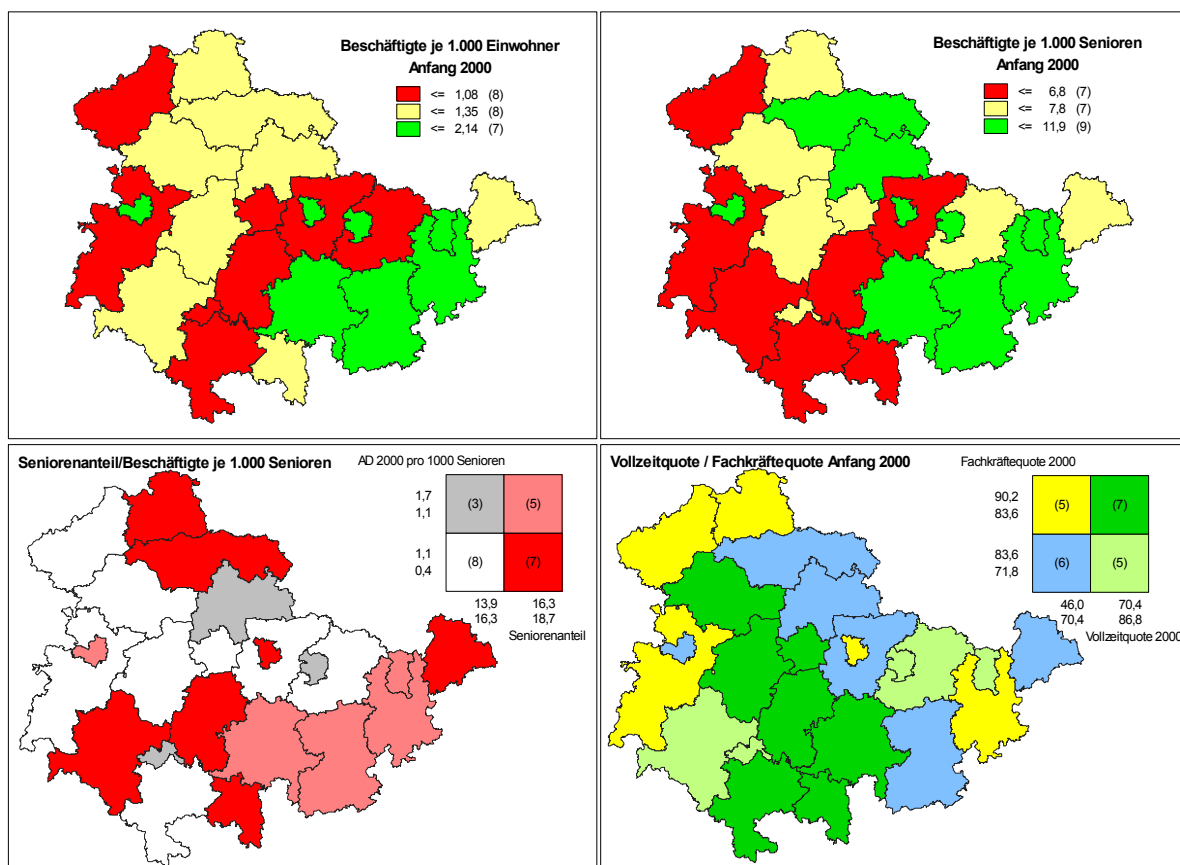 Beschäftigte je 1.000 Einwohner
Anfang 2000
<= 1,08 (8)
<= 1,35 (8)
<= 2,14 (7)
Beschäftigte je 1.000 Senioren
Anfang 2000
<= 6,8 (7)
<= 7,8 (7)
<= 11,9 (9)
Seniorenanteil/Beschäftigte je 1.000 Senioren
AD 2000 pro 1000 Senioren
1,7
1,1
(3) (5)
1,1
0,4
(8) (7)
13,9 16,3
16,3 18,7
Seniorenanteil
Vollzeitquote / Fachkräftequote Anfang 2000
Fachkräftequote 2000
90,2
83,6
(5) (7)
83,6
71,8
(6) (5)
46,0 70,4
70,4 86,8
Vollzeitquote 2000